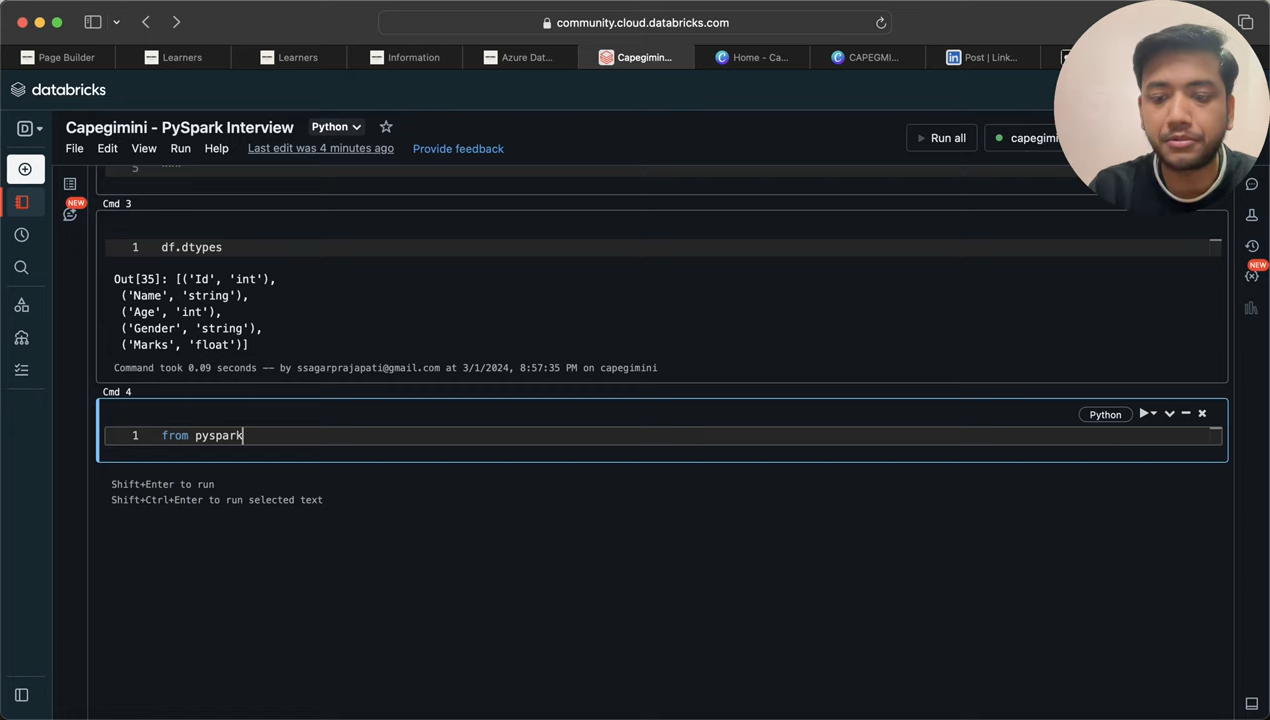 community.cloud.databricks.com
Page Builder
Learners
Learners
Information
Azure Dat...
Capegimin...
Home - Ca...
CAPEGMI...
Post | Link...
databricks
D
Capegimini - PySpark Interview
Python
File Edit View Run Help
Last edit was 4 minutes ago
Provide feedback
Run all
NEW
NEW
5 """
Cmd 3
1 df.dtypes
Out[35]: [('Id', 'int'),
('Name', 'string'),
('Age', 'int'),
('Gender', 'string'),
('Marks', 'float')]
Command took 0.09 seconds -- by ssagarprajapati@gmail.com at 3/1/2024, 8:57:35 PM on capegimini
Cmd 4
Python
1 from pyspark
Shift+Enter to run
Shift+Ctrl+Enter to run selected text